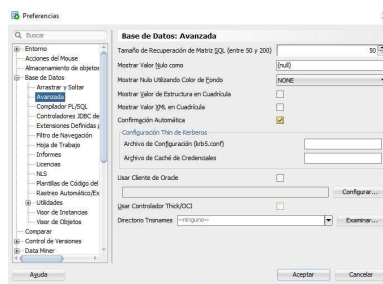 Preferencias
Buscar
Entorno
Acciones del Mouse
Almacenamiento de objetos
Base de Datos
Arrastrar y Soltar
Avanzada
Compilador PL/SQL
Controladores JDBC de
Extensiones Definidas p
Filtro de Navegación
Hoja de Trabajo
Informes
Licencias
NLS
Plantillas de Código del
Rastreo Automático/Ex
Utilidades
Visor de Instancias
Visor de Objetos
Comparar
Control de Versiones
Data Miner
Base de Datos: Avanzada
Tamaño de Recuperación de Matriz SQL (entre 50 y 200) 50
Mostrar Valor Nulo como (null)
Mostrar Nulo Utilizando Color de Fondo NONE
Mostrar Valor de Estructura en Cuadrícula
Mostrar Valor XML en Cuadrícula
Confirmación Automática
Configuración Thin de Kerberos
Archivo de Configuración (krb5.conf)
Archivo de Caché de Credenciales
Usar Cliente de Oracle
Configurar...
Usar Controlador Thick/OCI
Directorio Tnsnames --ninguno-- Examinar...
Ayuda Aceptar Cancelar